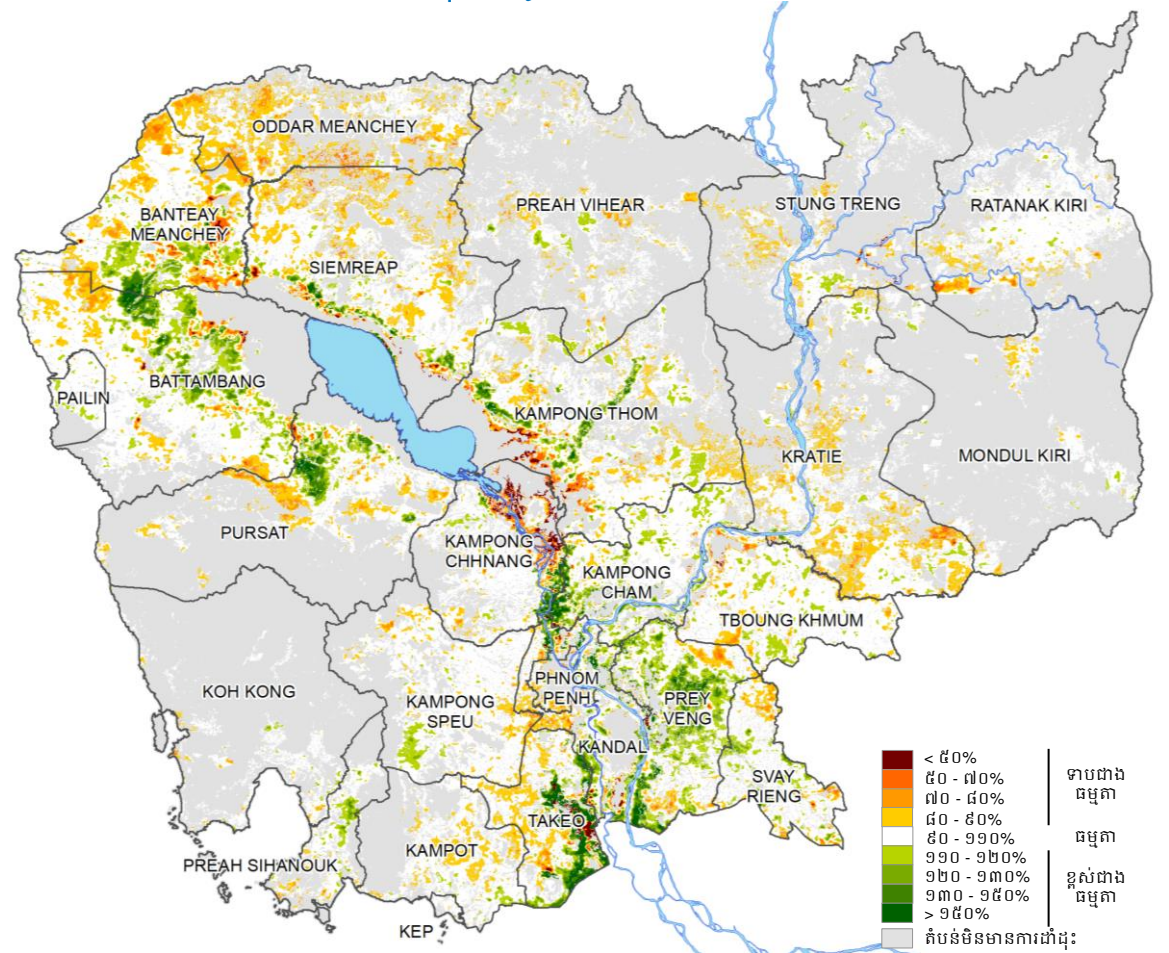 ODDAR MEANCHEY
BANTEAY
MEANCHEY
PREAH VIHEAR
STUNG TRENG
RATANAK KIRI
SIEMREAP
BATTAMBANG
PAILIN
KAMPONG THOM
KRATIE
MONDUL KIRI
PURSAT
KAMPONG
CHHNANG
KAMPONG
CHAM
TBOUNG KHMUM
KOH KONG
KAMPONG
SPEU
PHNOM
PENH
PREY
VENG
KANDAL
SVAY
RIENG
TAKEO
KAMPOT
PREAH SIHANOUK
KEP
< ៥០%
៥០ - ៧០%
៧០ - ៨០%
៨០ - ៩០%
ទាបជាង
ធម្មតា
៩០ - ១១០%
ធម្មតា
១១០ - ១២០%
១២០ - ១៣០%
១៣០ - ១៥០%
> ១៥០%
ខ្ពស់ជាង
ធម្មតា
តំបន់មិនមានការដាំដុះ